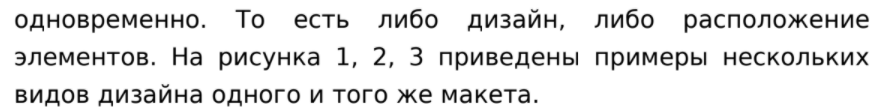 одновременно. То есть либо дизайн, либо расположение
элементов. На рисунка 1, 2, 3 приведены примеры нескольких
видов дизайна одного и того же макета.